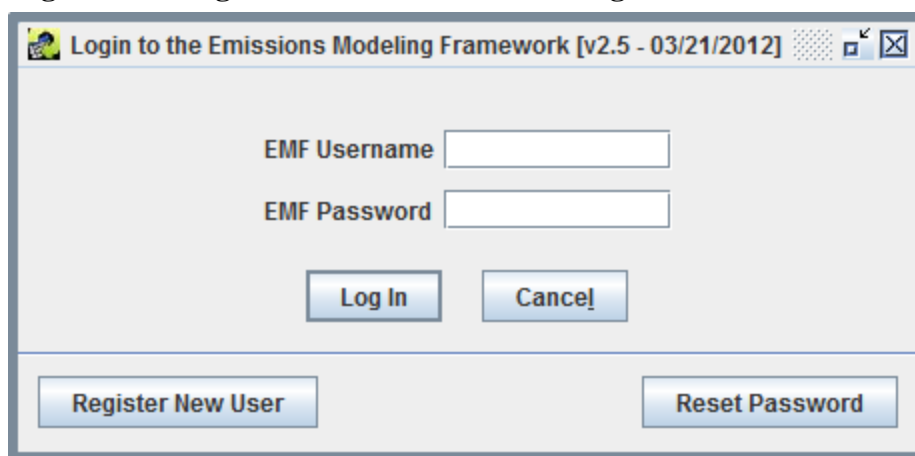 Login to the Emissions Modeling Framework [v2.5 - 03/21/2012]
EMF Username
EMF Password
Log In Cancel
Register New User Reset Password